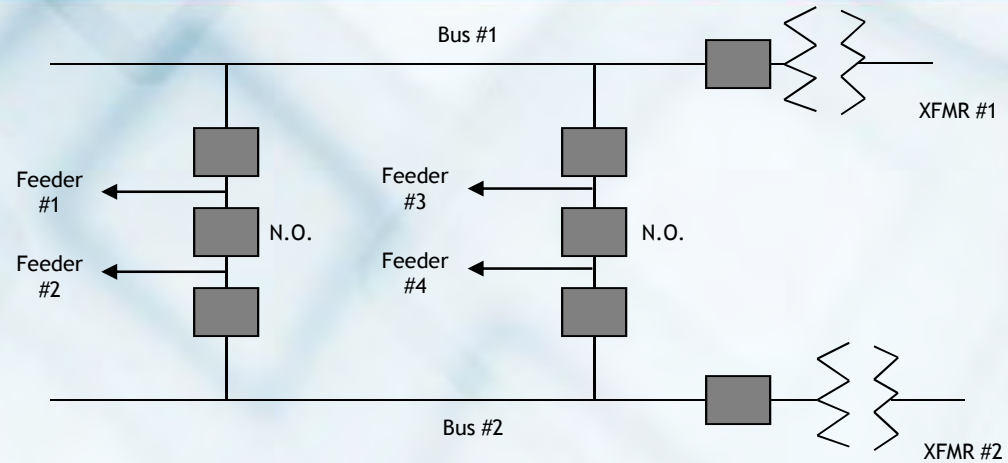 Bus #1
XFMR #1
Feeder
#1
Feeder
#3
N.O.
N.O.
Feeder
#2
Feeder
#4
Bus #2
XFMR #2